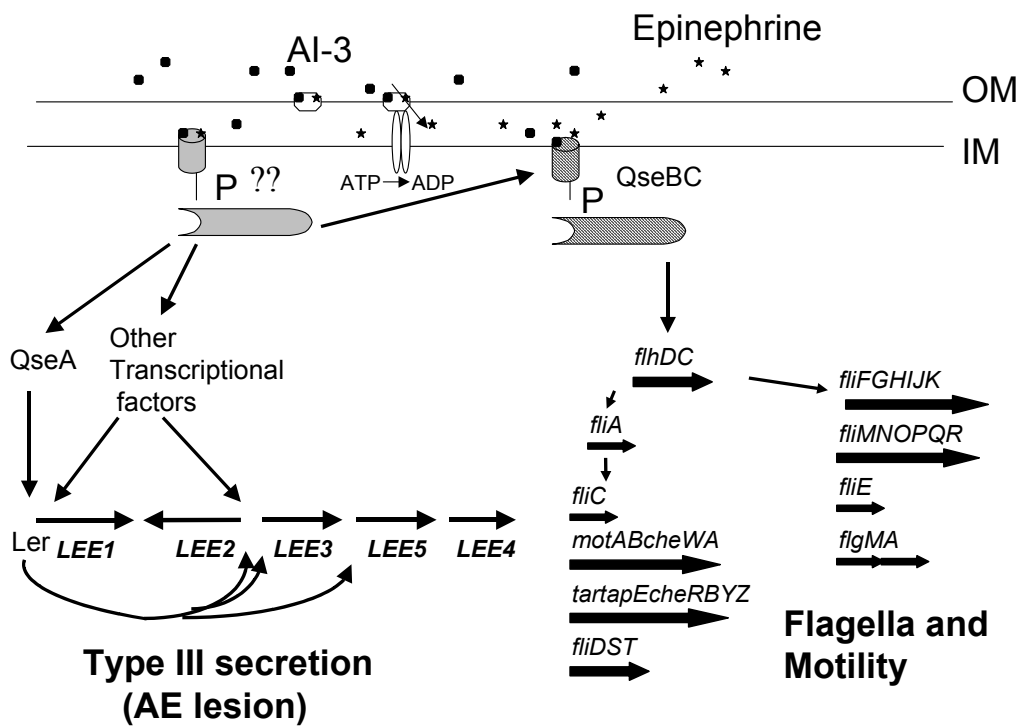 Epinephrine
AI-3
OM
IM
ATP ADP
P ??
QseBC
P
QseA
Other
Transcriptional
factors
flhDC
fliFGHIJK
fliA
fliMNOPQR
fliC
fliE
Ler LEE1 LEE2 LEE3 LEE5 LEE4
motABcheWA
flgMA
tartapEcheRBYZ
fliDST
Flagella and
Motility
Type III secretion
(AE lesion)